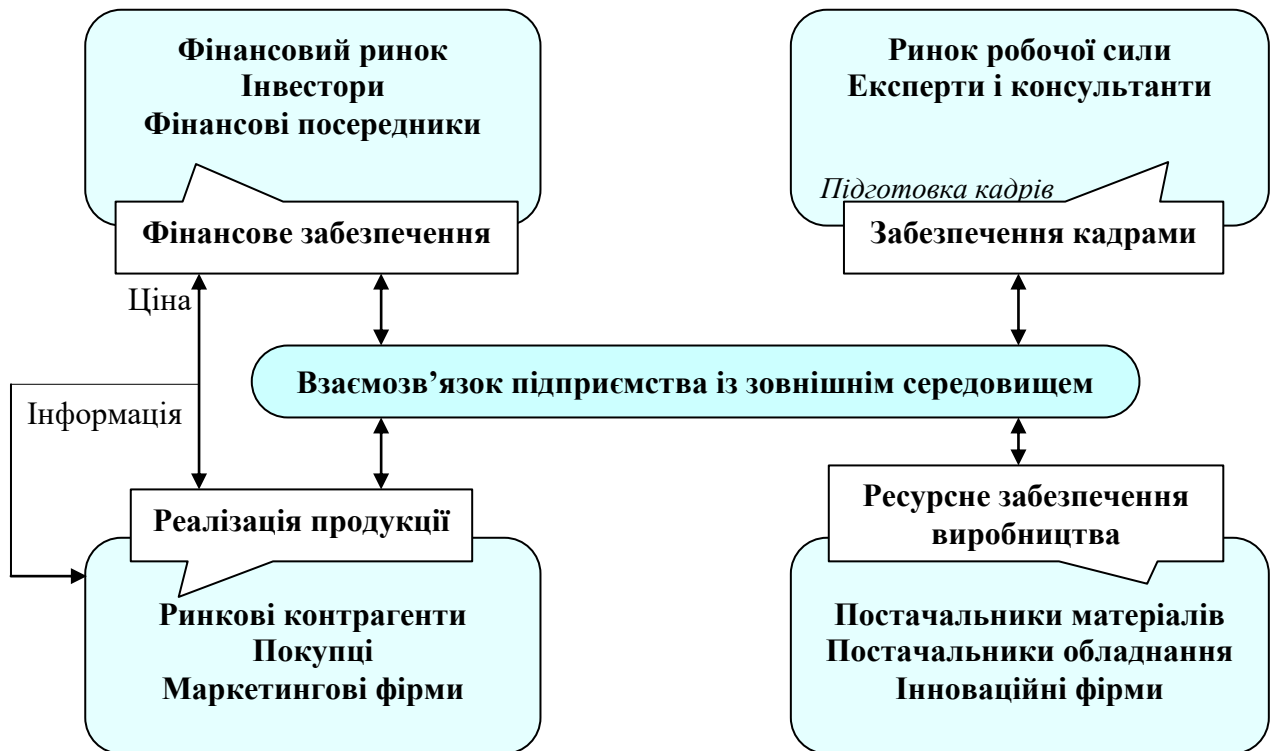 Фінансовий ринок
Інвестори
Фінансові посередники
Фінансове забезпечення
Ринок робочої сили
Експерти і консультанти
Підготовка кадрів
Забезпечення кадрами
Ціна
Взаємозв’язок підприємства із зовнішнім середовищем
Інформація
Реалізація продукції
Ринкові контрагенти
Покупці
Маркетингові фірми
Ресурсне забезпечення
виробництва
Постачальники матеріалів
Постачальники обладнання
Інноваційні фірми